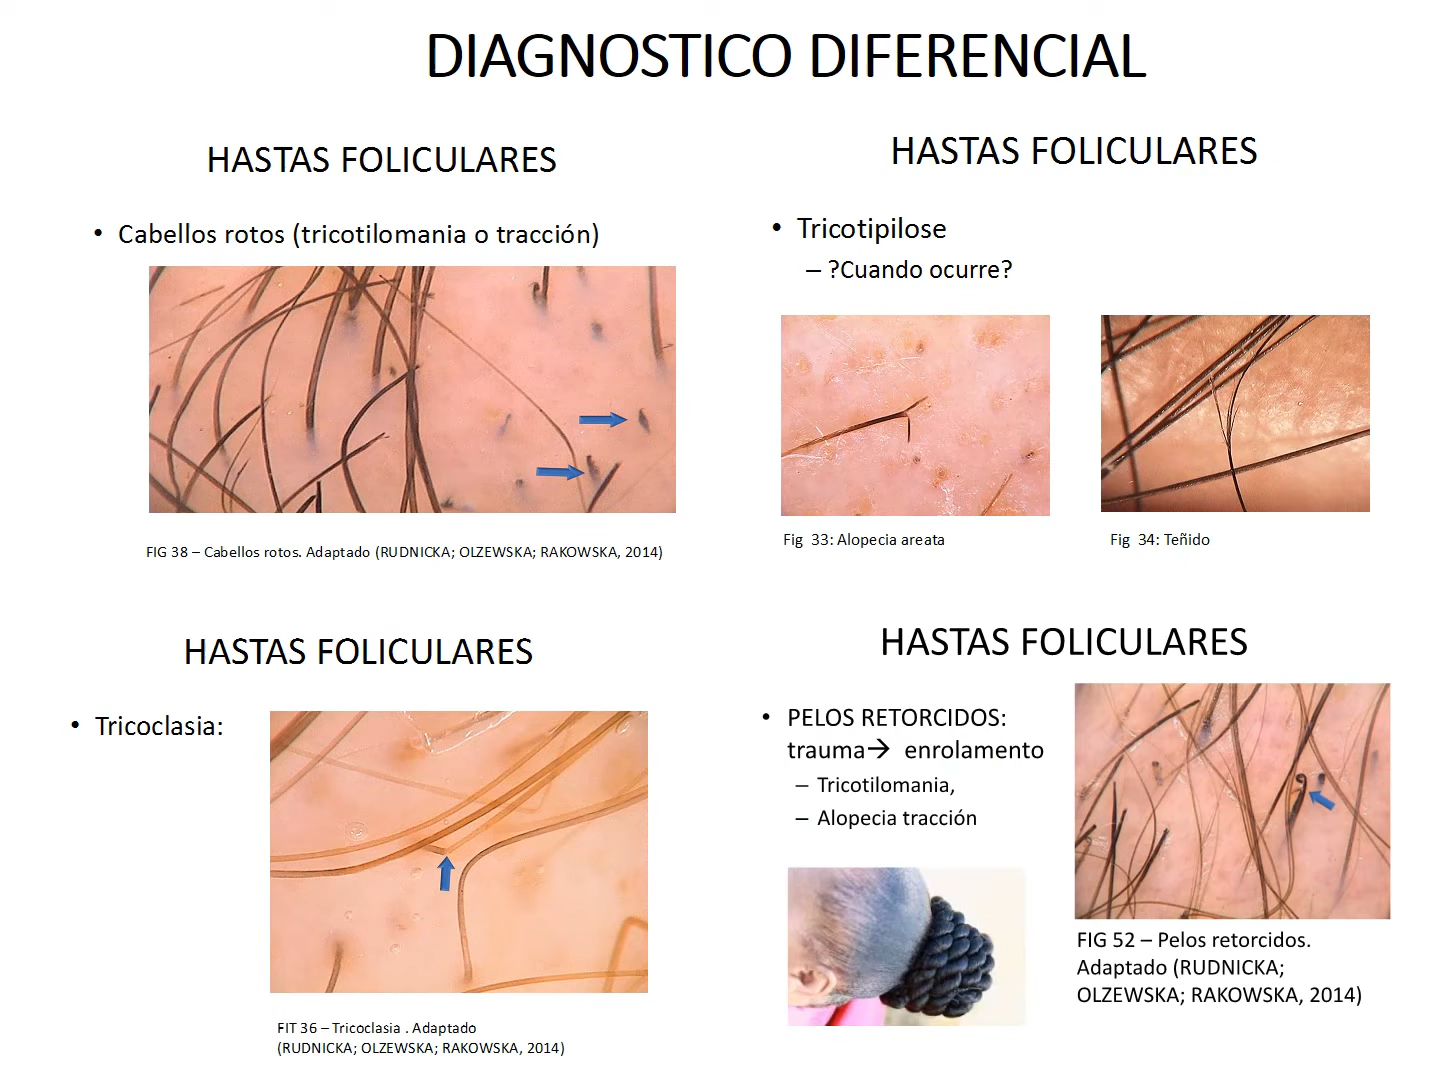 DIAGNOSTICO DIFERENCIAL
HASTAS FOLICULARES
• Cabellos rotos (tricotilomania o tracción)
FIG 38 – Cabellos rotos. Adaptado (RUDNICKA; OLZEWSKA; RAKOWSKA, 2014)
HASTAS FOLICULARES
• Tricotipilose
– ?Cuando ocurre?
Fig 33: Alopecia areata
Fig 34: Teñido
HASTAS FOLICULARES
• Tricoclasia:
FIT 36 – Tricoclasia . Adaptado
(RUDNICKA; OLZEWSKA; RAKOWSKA, 2014)
HASTAS FOLICULARES
• PELOS RETORCIDOS:
trauma→ enrolamento
– Tricotilomania,
– Alopecia tracción
FIG 52 – Pelos retorcidos.
Adaptado (RUDNICKA;
OLZEWSKA; RAKOWSKA, 2014)